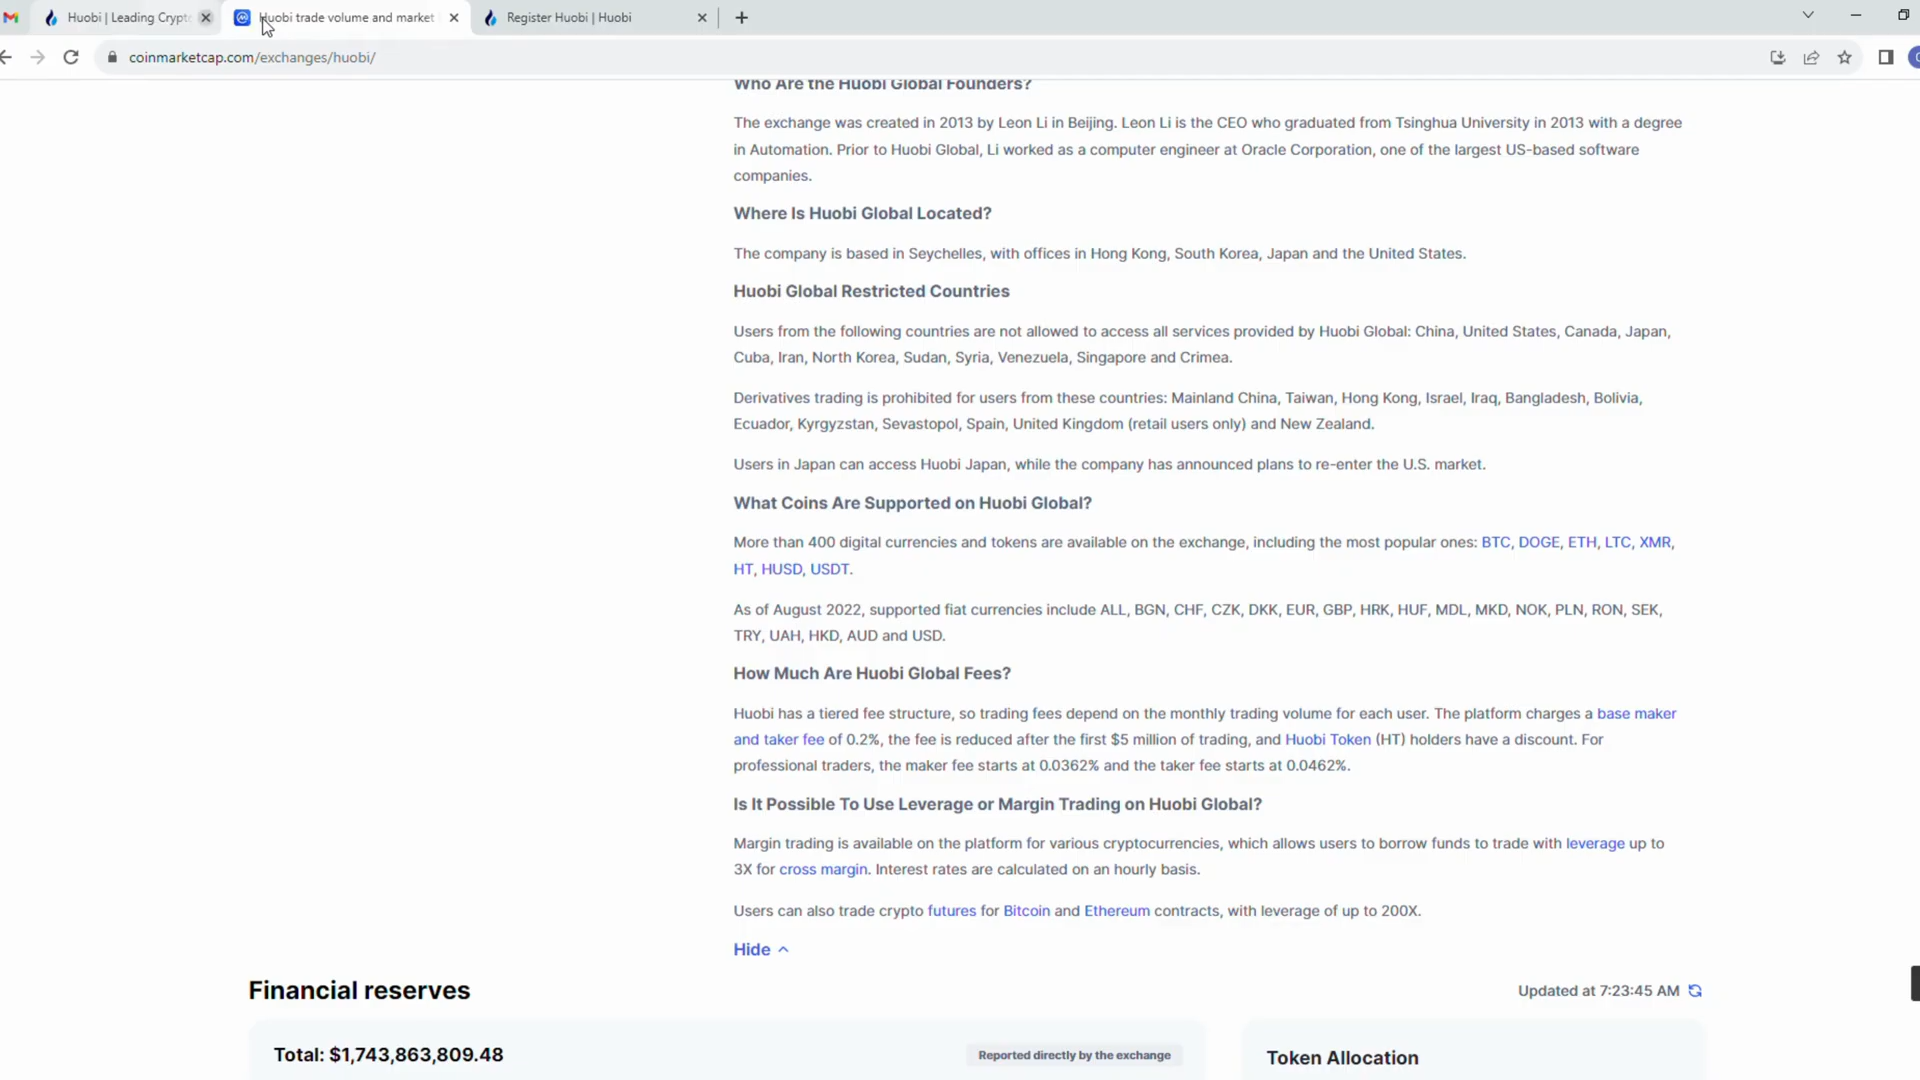 Huobi | Leading Crypt
Huobi trade volume and market
Register Huobi | Huobi
coinmarketcap.com/exchanges/huobi/
Who Are the Huobi Global Founders?
The exchange was created in 2013 by Leon Li in Beijing. Leon Li is the CEO who graduated from Tsinghua University in 2013 with a degree
in Automation. Prior to Huobi Global, Li worked as a computer engineer at Oracle Corporation, one of the largest US-based software
companies.
Where Is Huobi Global Located?
The company is based in Seychelles, with offices in Hong Kong, South Korea, Japan and the United States.
Huobi Global Restricted Countries
Users from the following countries are not allowed to access all services provided by Huobi Global: China, United States, Canada, Japan,
Cuba, Iran, North Korea, Sudan, Syria, Venezuela, Singapore and Crimea.
Derivatives trading is prohibited for users from these countries: Mainland China, Taiwan, Hong Kong, Israel, Iraq, Bangladesh, Bolivia,
Ecuador, Kyrgyzstan, Sevastopol, Spain, United Kingdom (retail users only) and New Zealand.
Users in Japan can access Huobi Japan, while the company has announced plans to re-enter the U.S. market.
What Coins Are Supported on Huobi Global?
More than 400 digital currencies and tokens are available on the exchange, including the most popular ones: BTC, DOGE, ETH, LTC, XMR,
HT, HUSD, USDT.
As of August 2022, supported fiat currencies include ALL, BGN, CHF, CZK, DKK, EUR, GBP, HRK, HUF, MDL, MKD, NOK, PLN, RON, SEK,
TRY, UAH, HKD, AUD and USD.
How Much Are Huobi Global Fees?
Huobi has a tiered fee structure, so trading fees depend on the monthly trading volume for each user. The platform charges a base maker
and taker fee of 0.2%, the fee is reduced after the first $5 million of trading, and Huobi Token (HT) holders have a discount. For
professional traders, the maker fee starts at 0.0362% and the taker fee starts at 0.0462%.
Is It Possible To Use Leverage or Margin Trading on Huobi Global?
Margin trading is available on the platform for various cryptocurrencies, which allows users to borrow funds to trade with leverage up to
3X for cross margin. Interest rates are calculated on an hourly basis.
Users can also trade crypto futures for Bitcoin and Ethereum contracts, with leverage of up to 200X.
Hide
Financial reserves
Updated at 7:23:45 AM
Total: $1,743,863,809.48
Reported directly by the exchange
Token Allocation